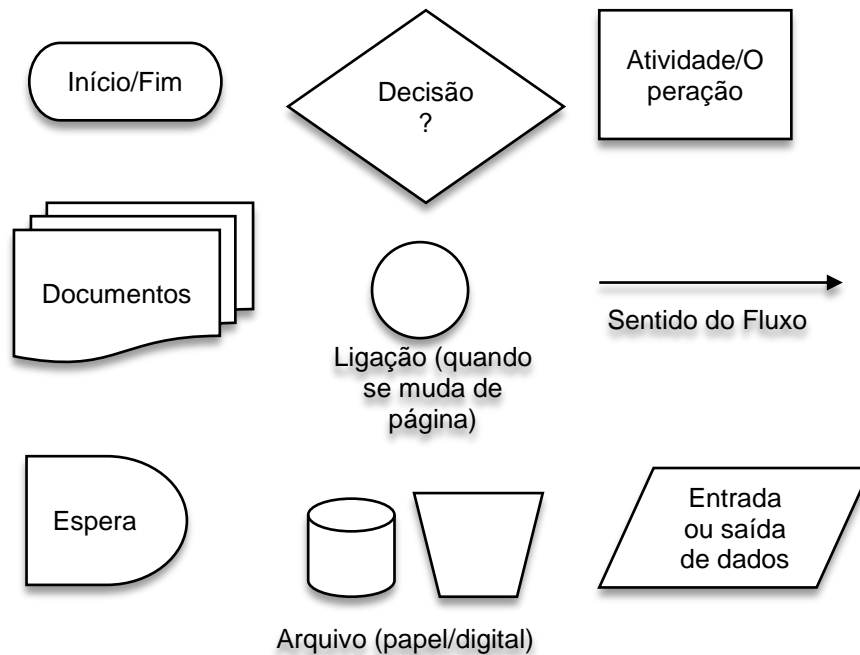 Início/Fim
Decisão
?
Atividade/O
peração
Documentos
Ligação (quando
se muda de
página)
Sentido do Fluxo
Espera
Arquivo (papel/digital)
Entrada
ou saída
de dados